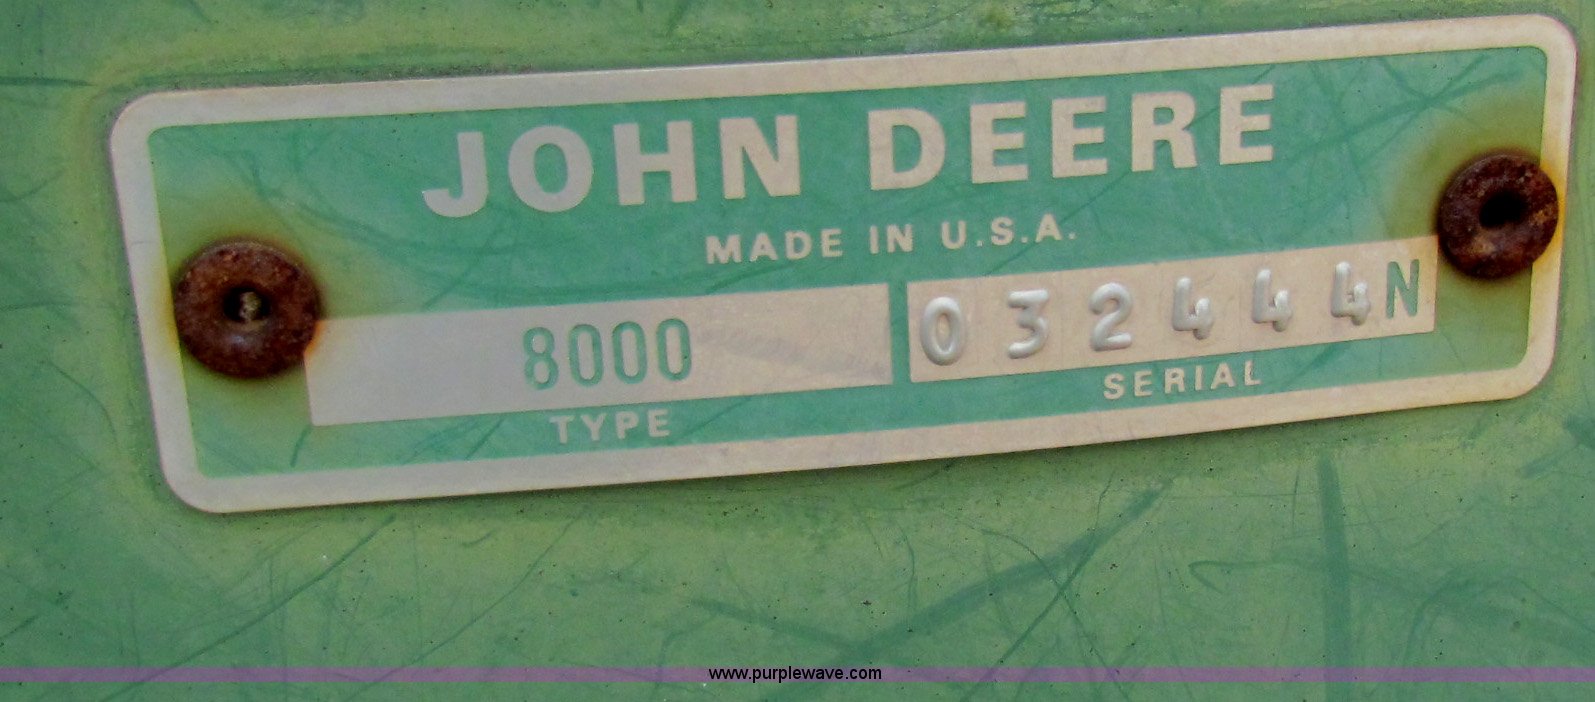 JOHN DEERE
MADE IN U.S.A.
8000 032444N
TYPE SERIAL
www.purplewave.com